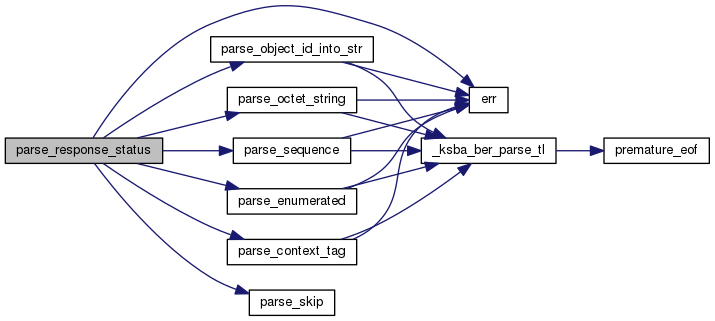 parse_object_id_into_str
parse_octet_string
err
parse_response_status
parse_sequence
_ksba_ber_parse_tl
premature_eof
parse_enumerated
parse_context_tag
parse_skip